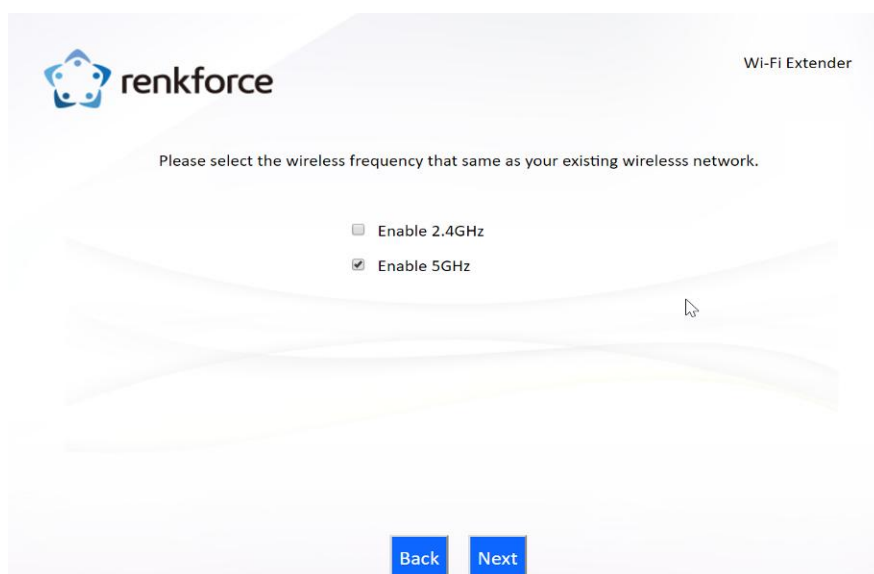 renkforce
Wi-Fi Extender
Please select the wireless frequency that same as your existing wirelesss network.
Enable 2.4GHz
Enable 5GHz
Back Next